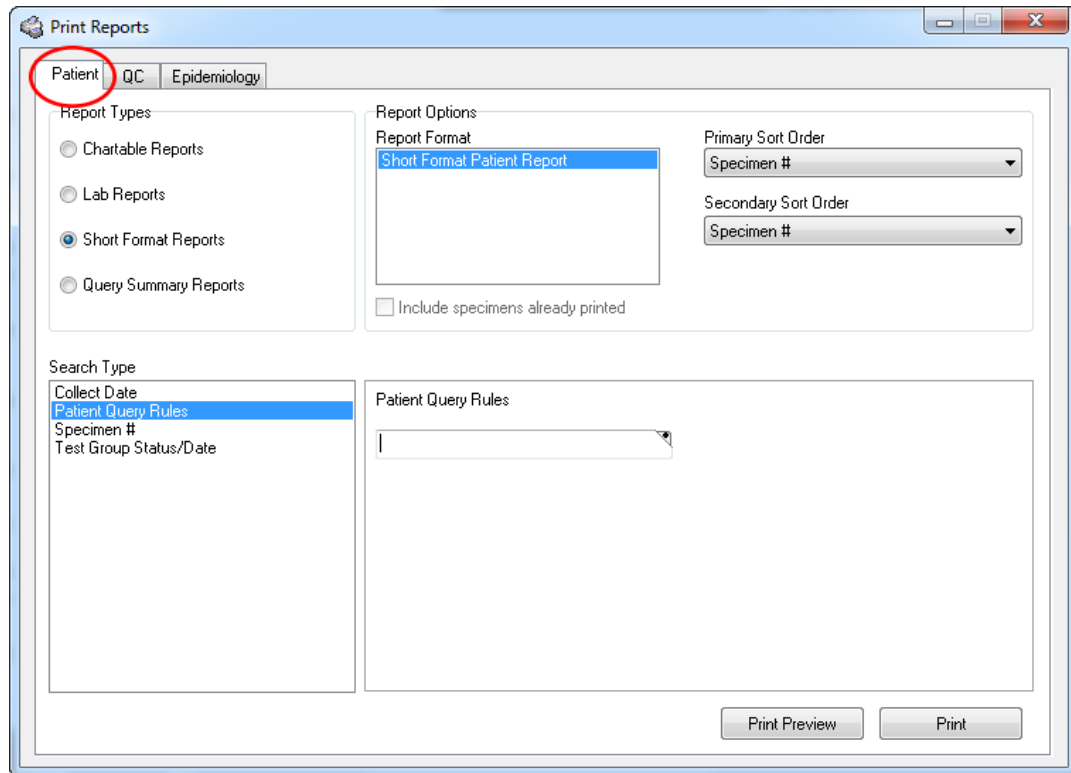 Print Reports
Patient
QC
Epidemiology
Report Types
Chartable Reports
Lab Reports
Short Format Reports
Query Summary Reports
Report Options
Report Format
Short Format Patient Report
Include specimens already printed
Primary Sort Order
Specimen #
Secondary Sort Order
Specimen #
Search Type
Collect Date
Patient Query Rules
Specimen #
Test Group Status/Date
Patient Query Rules
Print Preview
Print